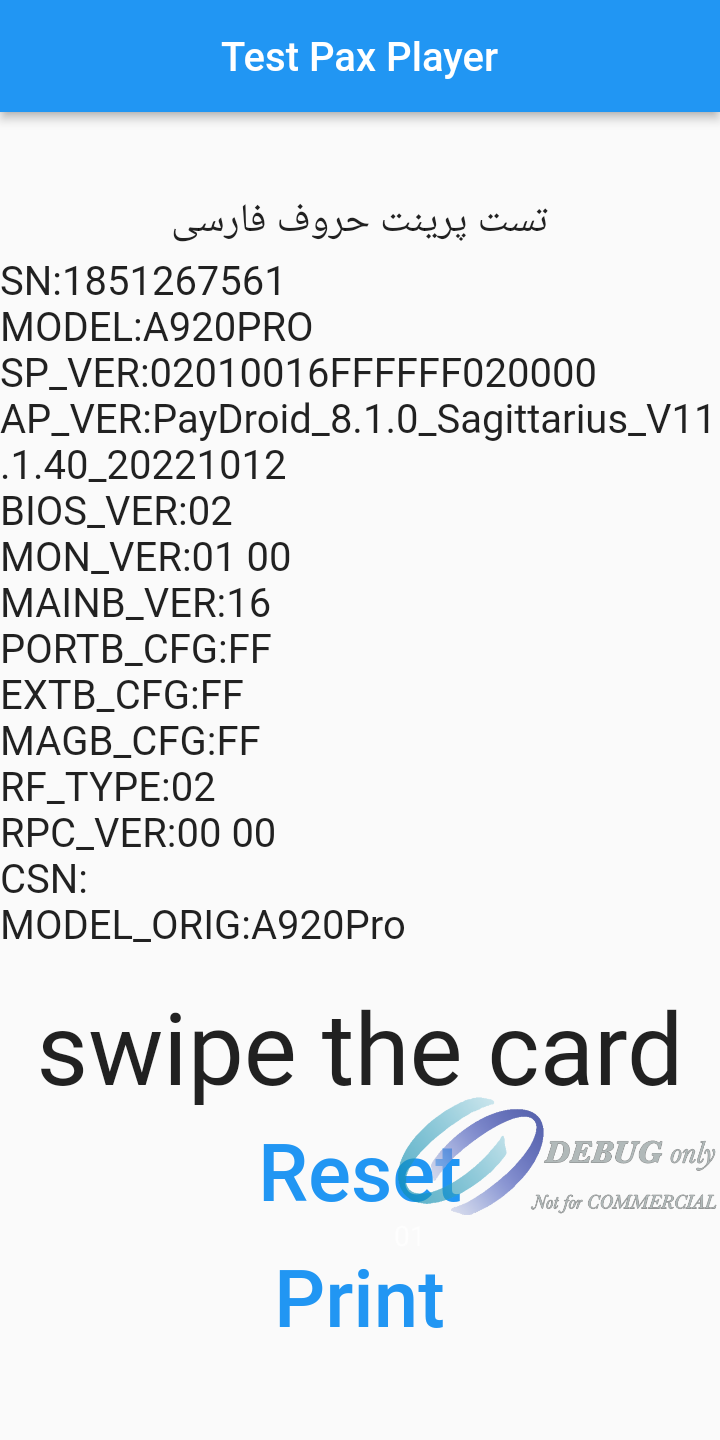 Test Pax Player
تست پرینت حروف فارسی
SN:1851267561
MODEL:A920PRO
SP_VER:02010016FFFFFF020000
AP_VER:PayDroid_8.1.0_Sagittarius_V11
.1.40_20221012
BIOS_VER:02
MON_VER:01 00
MAINB_VER:16
PORTB_CFG:FF
EXTB_CFG:FF
MAGB_CFG:FF
RF_TYPE:02
RPC_VER:00 00
CSN:
MODEL_ORIG:A920Pro
swipe the card
DEBUG only
Reset
Not for COMMERCIAL
01
Print